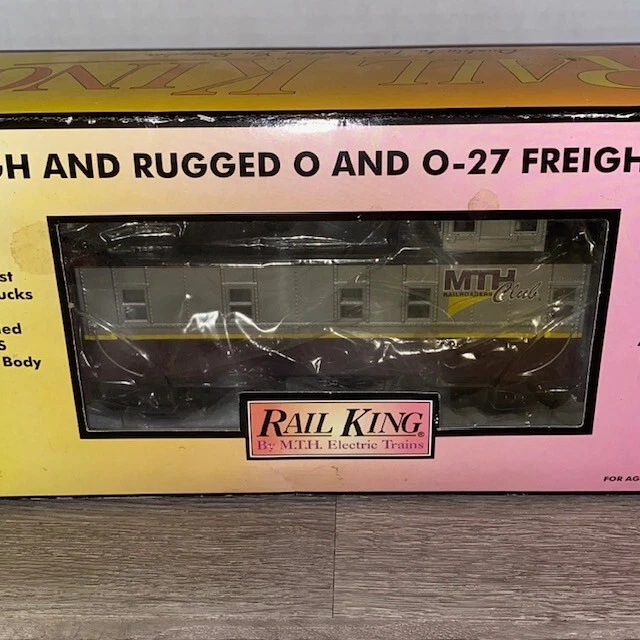 RAIL KING
GH AND RUGGED O AND O-27 FREIGH
st
ucks
ned
S
Body
MTH
RAILROADERS
Club
RAIL KING®
By M.T.H. Electric Trains
FOR AG